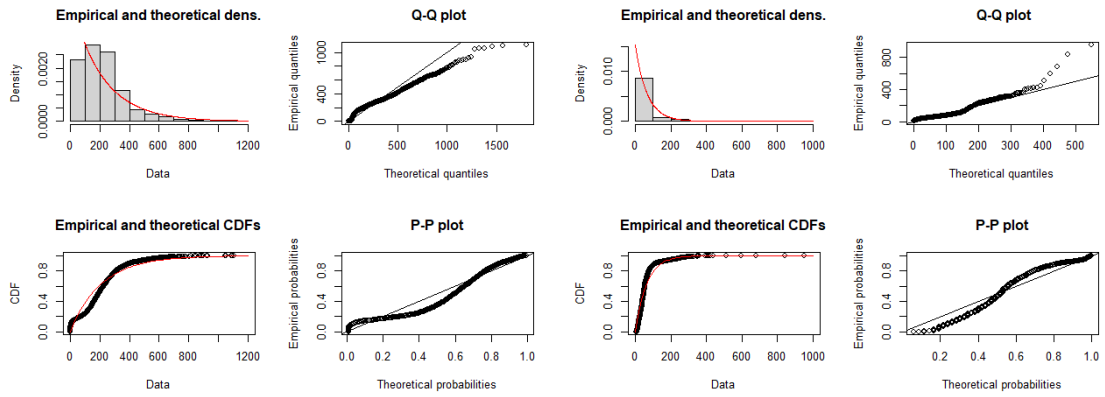 Empirical and theoretical dens.
Density
0.0000
0.0020
0
200
400
600
800
1200
Data
Q-Q plot
Empirical quantiles
0
400
1000
0
500
1000
1500
Theoretical quantiles
Empirical and theoretical dens.
Density
0.000
0.010
0
200
400
600
800
1000
Data
Q-Q plot
Empirical quantiles
0
400
800
0
100
200
300
400
500
Theoretical quantiles
Empirical and theoretical CDFs
CDF
0.0
0.4
0.8
0
200
400
600
800
1200
Data
P-P plot
Empirical probabilities
0.0
0.4
0.8
0.0
0.2
0.4
0.6
0.8
1.0
Theoretical probabilities
Empirical and theoretical CDFs
CDF
0.0
0.4
0.8
0
200
400
600
800
1000
Data
P-P plot
Empirical probabilities
0.0
0.4
0.8
0.2
0.4
0.6
0.8
1.0
Theoretical probabilities